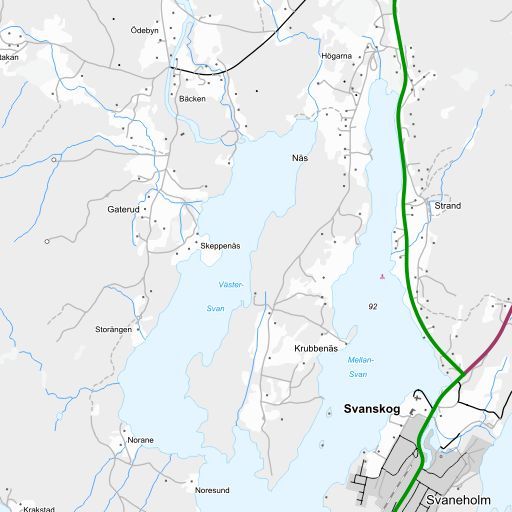 Ödebyn
takan
Högarna
Bäcken
Näs
Gaterud
Strand
Skeppenäs
Väster-
Svan
92
Storängen
Krubbenäs
Mellan-
Svan
Svanskog
Norane
Noresund
Svaneholm
Krakstad